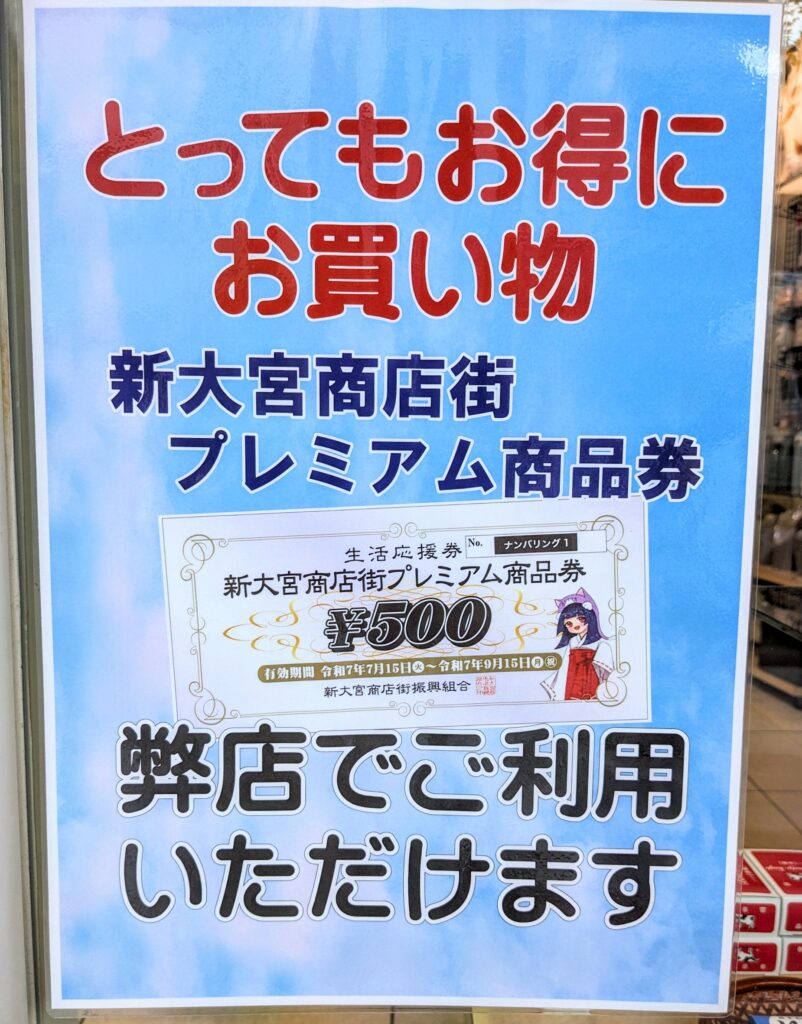 とってもお得に
お買い物
新大宮商店街
プレミアム商品券
生活応援券
No. ナンバリング1
新大宮商店街プレミアム商品券
¥500
有効期間 令和7年7月15日㊋～令和7年9月15日㊊㊗
新大宮商店街振興組合
弊店でご利用
いただけます